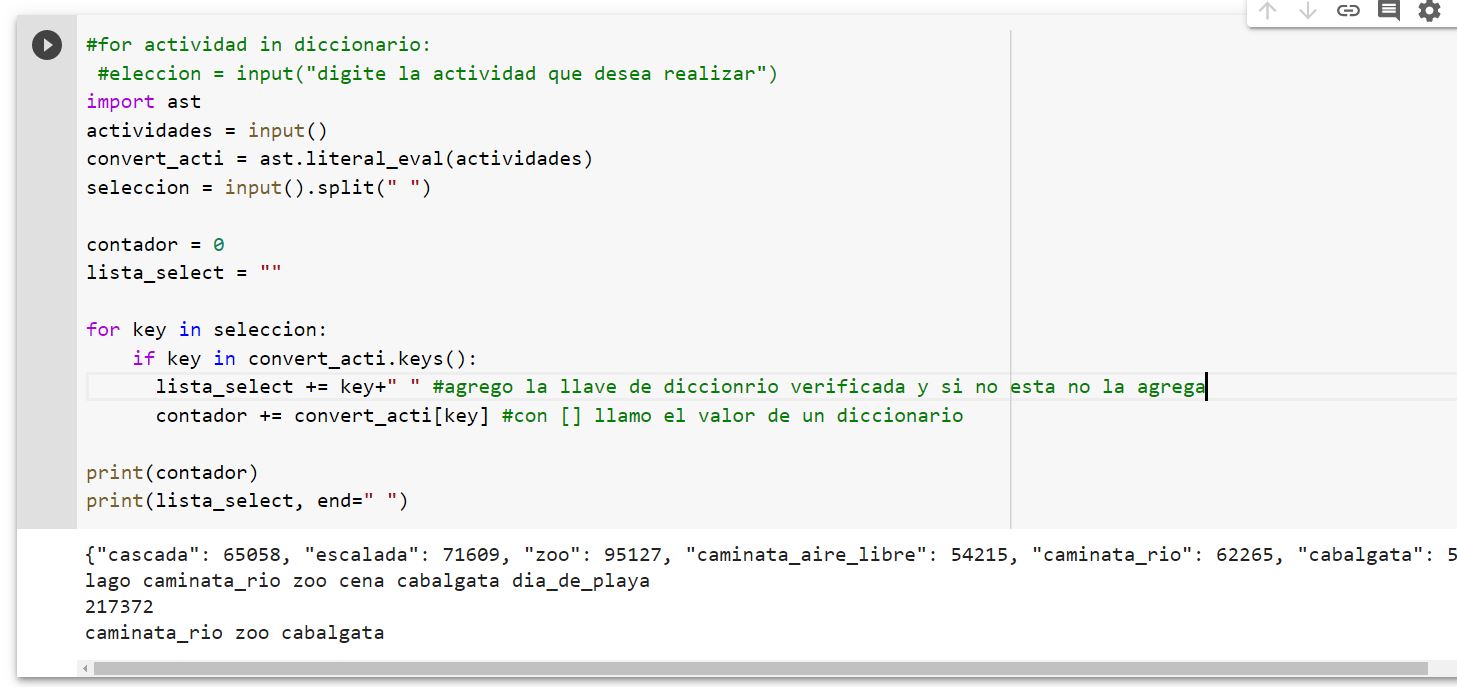 #for actividad in diccionario:
 #eleccion = input("digite la actividad que desea realizar")
import ast
actividades = input()
convert_acti = ast.literal_eval(actividades)
seleccion = input().split(" ")
contador = 0
lista_select = ""
for key in seleccion:
    if key in convert_acti.keys():
      lista_select += key+" " #agrego la llave de diccionrio verificada y si no esta no la agrega
      contador += convert_acti[key] #con [] llamo el valor de un diccionario
print(contador)
print(lista_select, end=" ")
{"cascada": 65058, "escalada": 71609, "zoo": 95127, "caminata_aire_libre": 54215, "caminata_rio": 62265, "cabalgata": 5
lago caminata_rio zoo cena cabalgata dia_de_playa
217372
caminata_rio zoo cabalgata